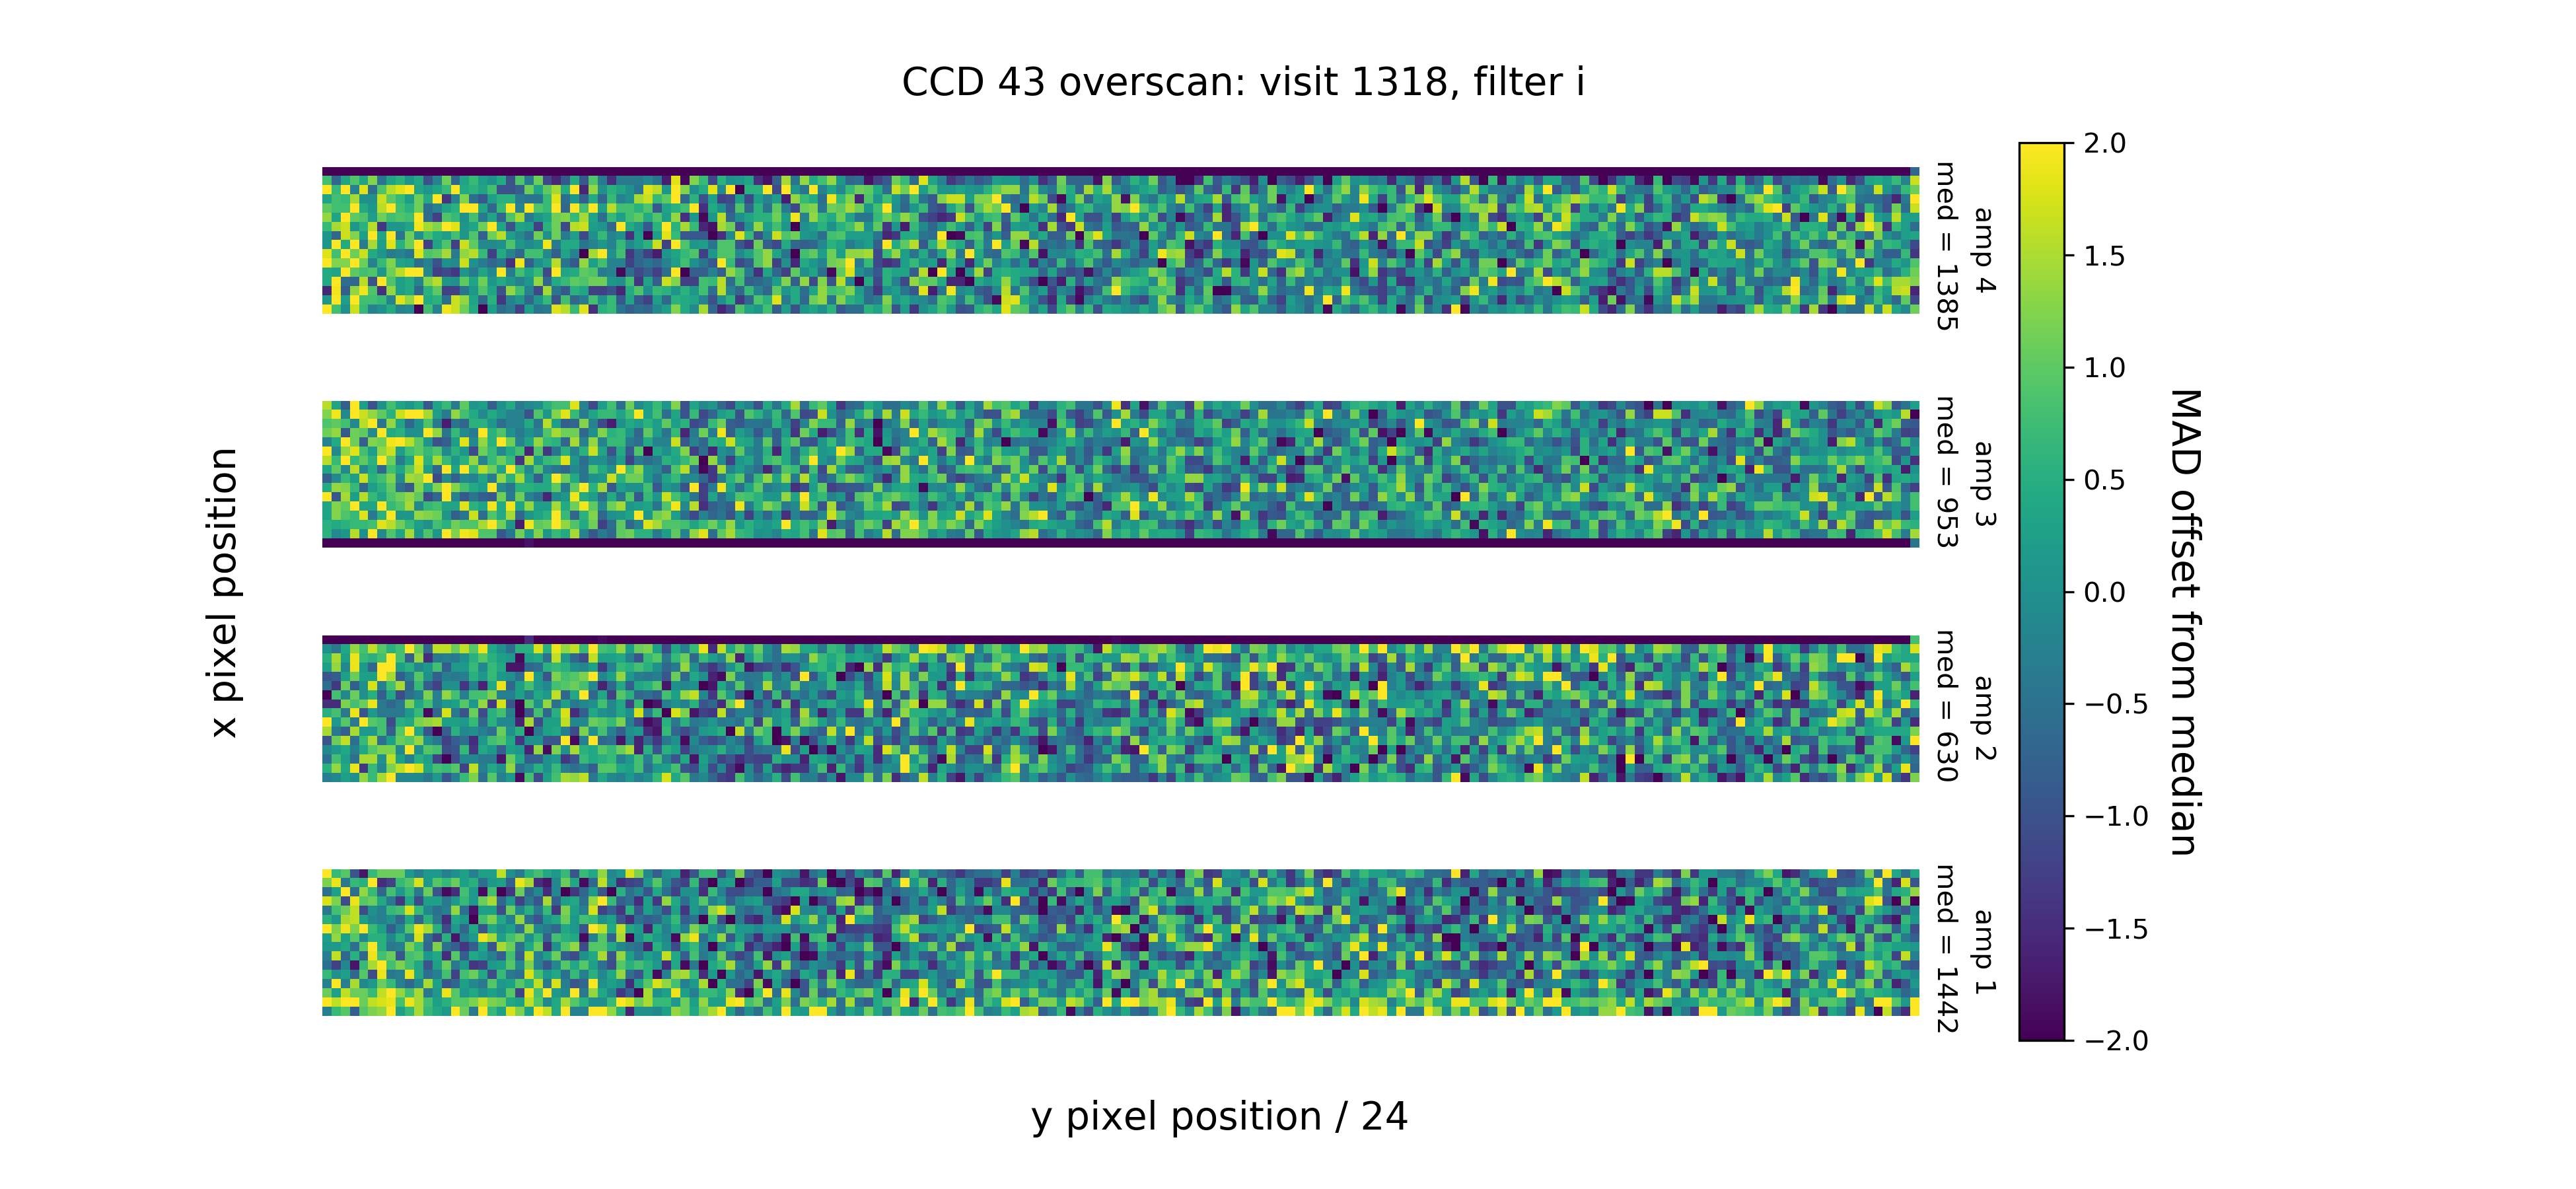 CCD 43 overscan: visit 1318, filter i
x pixel position
amp 4
med = 1385
amp 3
med = 953
amp 2
med = 630
amp 1
med = 1442
y pixel position / 24
2.0
1.5
1.0
0.5
0.0
−0.5
−1.0
−1.5
−2.0
MAD offset from median